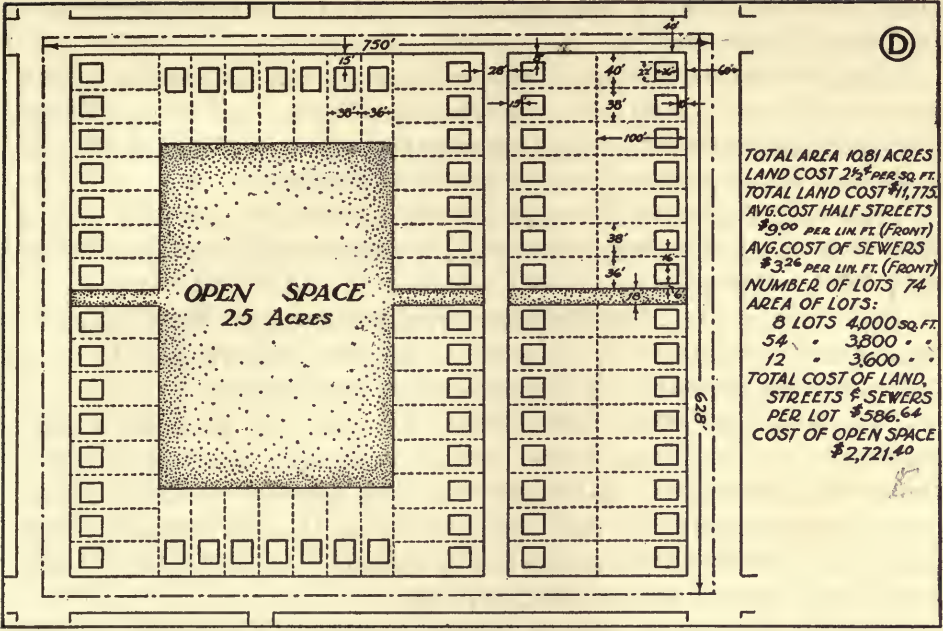 D
750'
40'
15'
28'
8'
40'
22'
60'
15'
38'
38'
36'
100'
38'
36'
16'
10'
628'
OPEN SPACE
2.5 ACRES
TOTAL AREA 10.81 ACRES
LAND COST 2½¢ PER SQ. FT.
TOTAL LAND COST $11,775.
AVG. COST HALF STREETS
$9.00 PER LIN. FT. (FRONT)
AVG. COST OF SEWERS
$3.26 PER LIN. FT. (FRONT)
NUMBER OF LOTS 74
AREA OF LOTS:
8 LOTS 4,000 SQ. FT.
54 " 3,800 " "
12 " 3,600 " "
TOTAL COST OF LAND,
STREETS & SEWERS
PER LOT $586.64
COST OF OPEN SPACE
$2,721.40